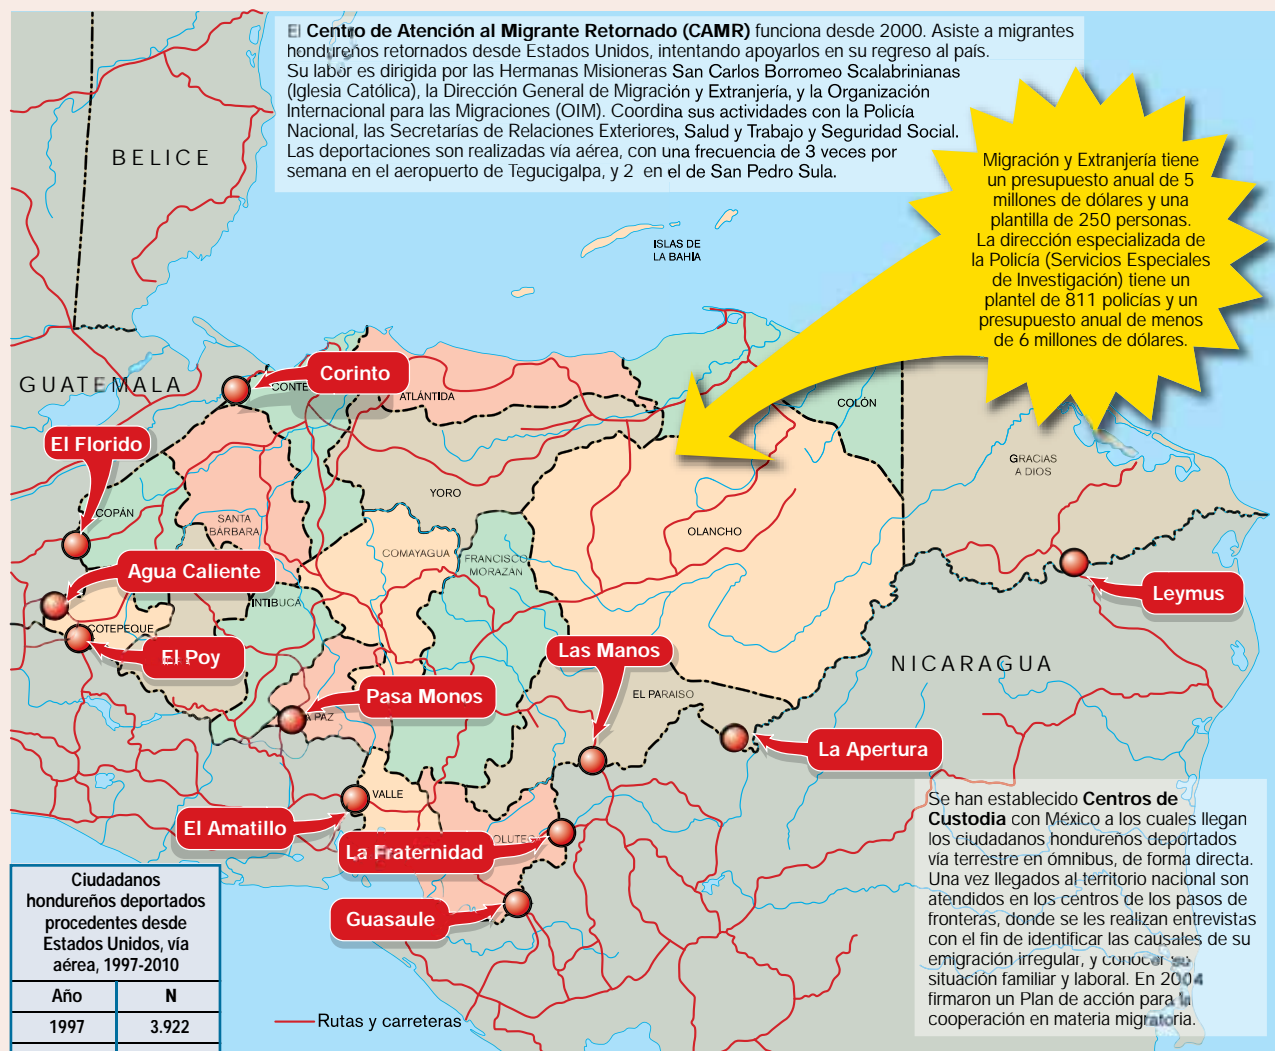 El Centro de Atención al Migrante Retornado (CAMR) funciona desde 2000. Asiste a migrantes
hondureños retornados desde Estados Unidos, intentando apoyarlos en su regreso al país.
Su labor es dirigida por las Hermanas Misioneras San Carlos Borromeo Scalabrinianas
(Iglesia Católica), la Dirección General de Migración y Extranjería, y la Organización
Internacional para las Migraciones (OIM). Coordina sus actividades con la Policía
Nacional, las Secretarías de Relaciones Exteriores, Salud y Trabajo y Seguridad Social.
Las deportaciones son realizadas vía aérea, con una frecuencia de 3 veces por
semana en el aeropuerto de Tegucigalpa, y 2 en el de San Pedro Sula.
Migración y Extranjería tiene
un presupuesto anual de 5
millones de dólares y una
plantilla de 250 personas.
La dirección especializada de
la Policía (Servicios Especiales
de Investigación) tiene un
plantel de 811 policías y un
presupuesto anual de menos
de 6 millones de dólares.
BELICE
ISLAS DE
LA BAHÍA
GUATEMALA
Corinto
CONTE
ATLÁNTIDA
COLÓN
El Florido
GRACIAS
A DIOS
YORO
COPÁN
SANTA
BÁRBARA
OLANCHO
COMAYAGUA
FRANCISCO
MORAZÁN
Agua Caliente
Leymus
INTIBUCÁ
COTEPEQUE
El Poy
Las Manos
NICARAGUA
EL PARAISO
Pasa Monos
A PAZ
La Apertura
VALLE
El Amatillo
La Fraternidad
OLUTEC
Guasaule
Se han establecido Centros de
Custodia con México a los cuales llegan
los ciudadanos hondureños deportados
vía terrestre en ómnibus, de forma directa.
Una vez llegados al territorio nacional son
atendidos en los centros de los pasos de
fronteras, donde se les realizan entrevistas
con el fin de identificar las causales de su
emigración irregular, y conocer su
situación familiar y laboral. En 2004
firmaron un Plan de acción para la
cooperación en materia migratoria.
Ciudadanos
hondureños deportados
procedentes desde
Estados Unidos, vía
aérea, 1997-2010
Año N
1997 3.922
Rutas y carreteras